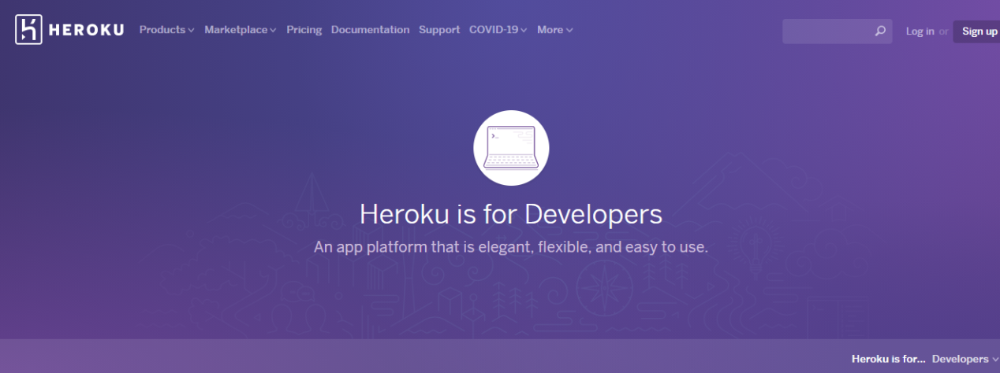 HEROKU Products Marketplace Pricing Documentation Support COVID-19 More Log in or Sign up
Heroku is for Developers
An app platform that is elegant, flexible, and easy to use.
Heroku is for... Developers